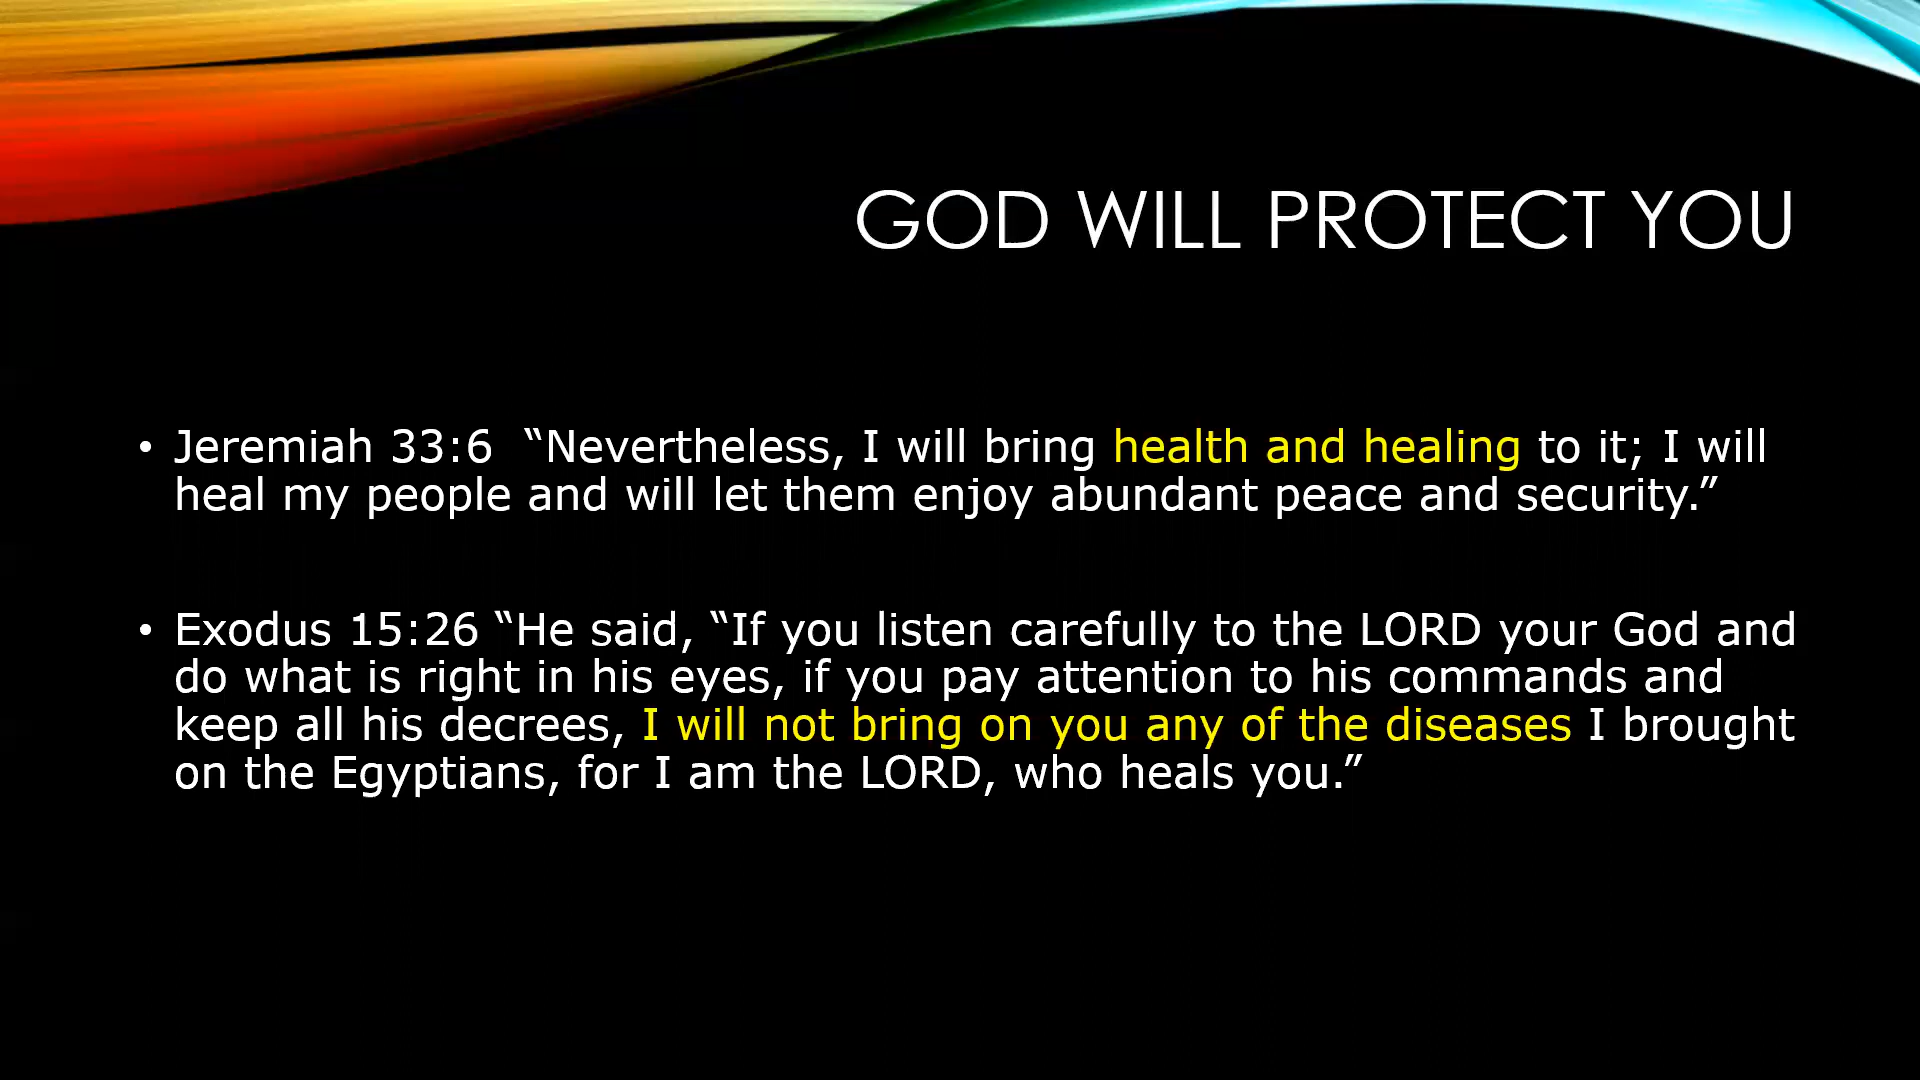 GOD WILL PROTECT YOU
• Jeremiah 33:6  “Nevertheless, I will bring health and healing to it; I will
heal my people and will let them enjoy abundant peace and security.”
• Exodus 15:26 “He said, “If you listen carefully to the LORD your God and
do what is right in his eyes, if you pay attention to his commands and
keep all his decrees, I will not bring on you any of the diseases I brought
on the Egyptians, for I am the LORD, who heals you.”